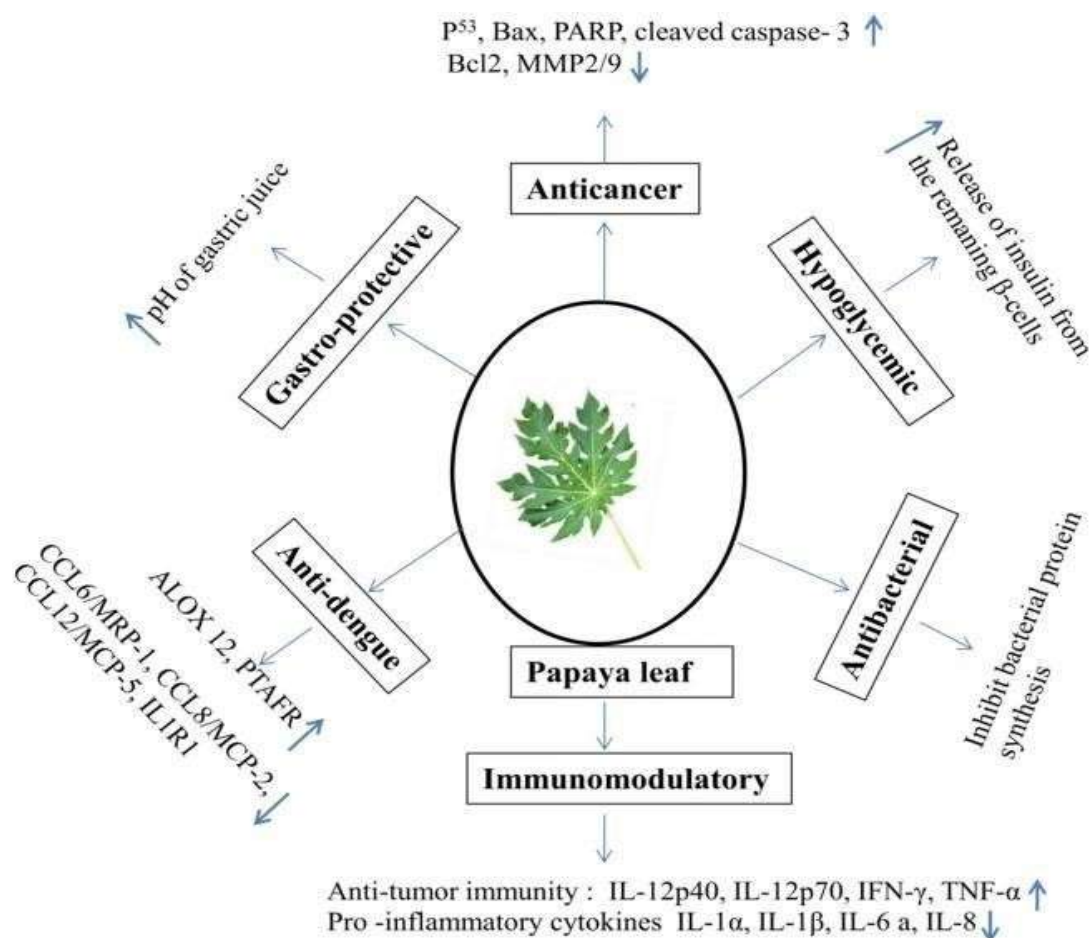 P53, Bax, PARP, cleaved caspase- 3
Bcl2, MMP2/9
Anticancer
pH of gastric juice
Gastro-protective
Hypoglycemic
Release of insulin from
the remaning β-cells
Anti-dengue
ALOX 12, PTAFR
CCL6/MRP-1, CCL8/MCP-2,
CCL12/MCP-5, IL1R1
Antibacterial
Inhibit bacterial protein
synthesis
Papaya leaf
Immunomodulatory
Anti-tumor immunity : IL-12p40, IL-12p70, IFN-γ, TNF-α
Pro -inflammatory cytokines IL-1α, IL-1β, IL-6 a, IL-8